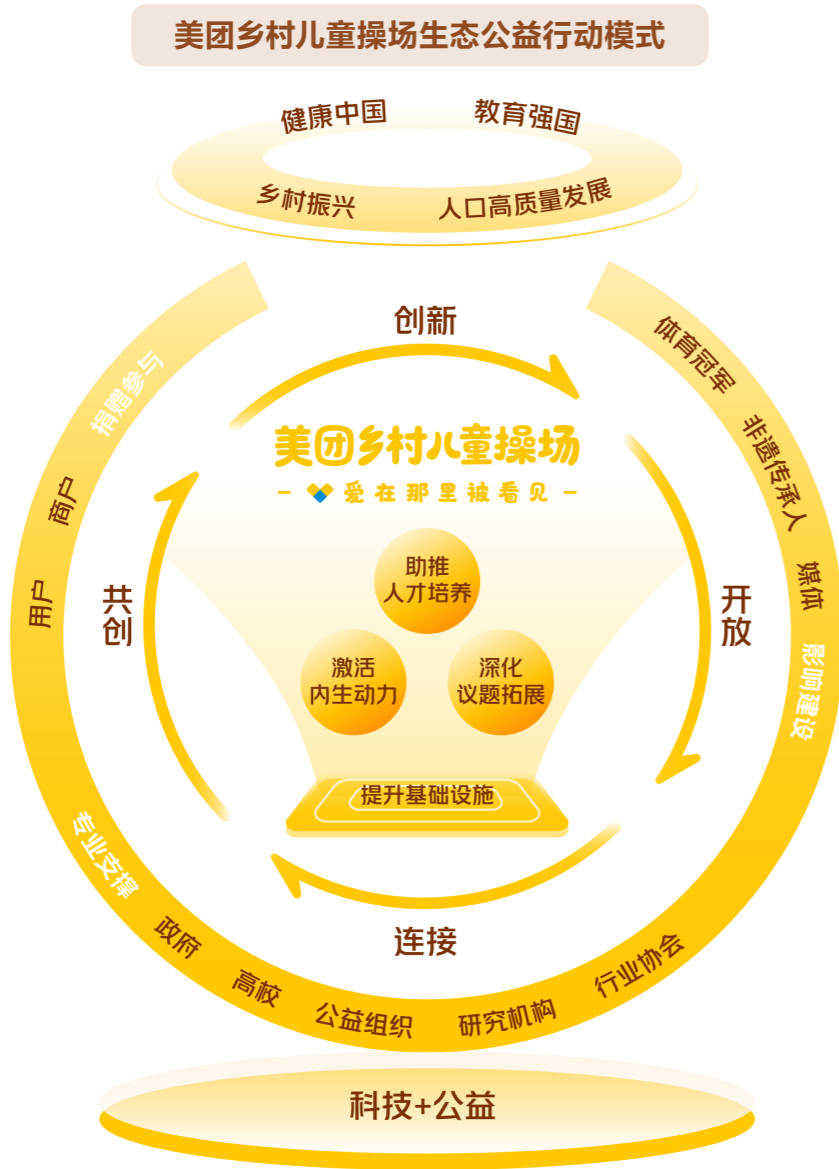 美团乡村儿童操场生态公益行动模式
健康中国
教育强国
乡村振兴
人口高质量发展
创新
捐赠参与
商户
用户
体育冠军
非遗传承人
媒体
影响建设
美团乡村儿童操场
- 爱在那里被看见 -
共创
开放
助推
人才培养
激活
内生动力
深化
议题拓展
提升基础设施
连接
专业支撑
政府
高校
公益组织
研究机构
行业协会
科技+公益